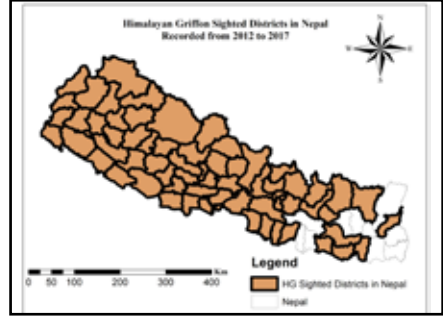 Himalayan Griffon Sighted Districts in Nepal
Recorded from 2012 to 2017
N
W
E
S
Km
0 50 100 200 300 400
Legend
HG Sighted Districts in Nepal
Nepal